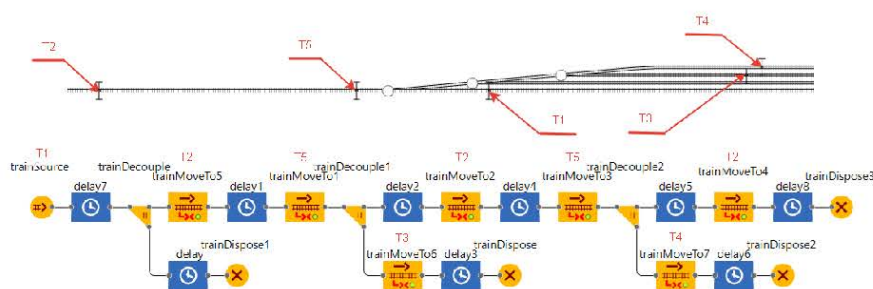 T2
T5
T4
T1
T3
T1 T2 T5 T2 T5 T2
trainSource trainDecouple trainMoveTo5 trainMoveTo1 trainDecouple1 trainMoveTo2 trainMoveTo3 trainDecouple2 trainMoveTo4 trainDispose3
delay7 delay1 delay2 delay4 delay5 delay8
trainDispose1 T3 trainDispose T4 trainDispose2
delay trainMoveTo6 delay3 trainMoveTo7 delay6